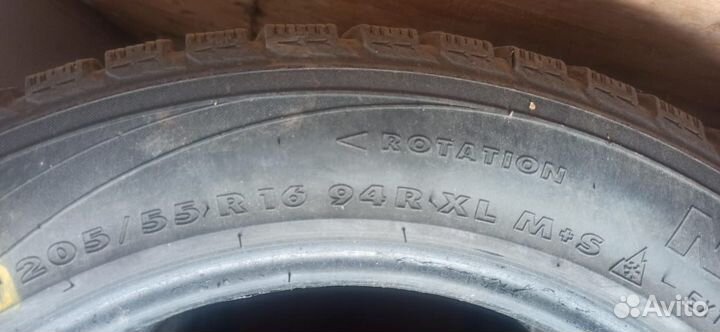 < ROTATION
205/55 R16 94R XL M+S
Avito